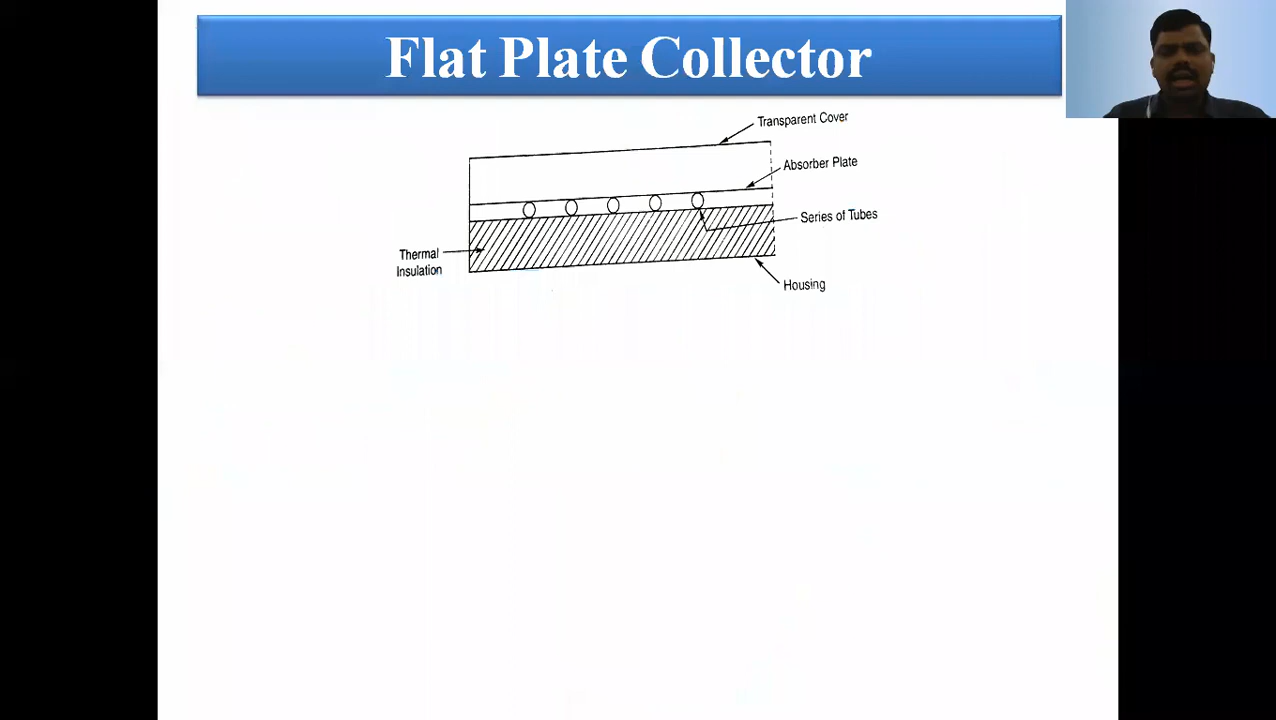 Flat Plate Collector
Transparent Cover
Absorber Plate
Series of Tubes
Thermal
Insulation
Housing